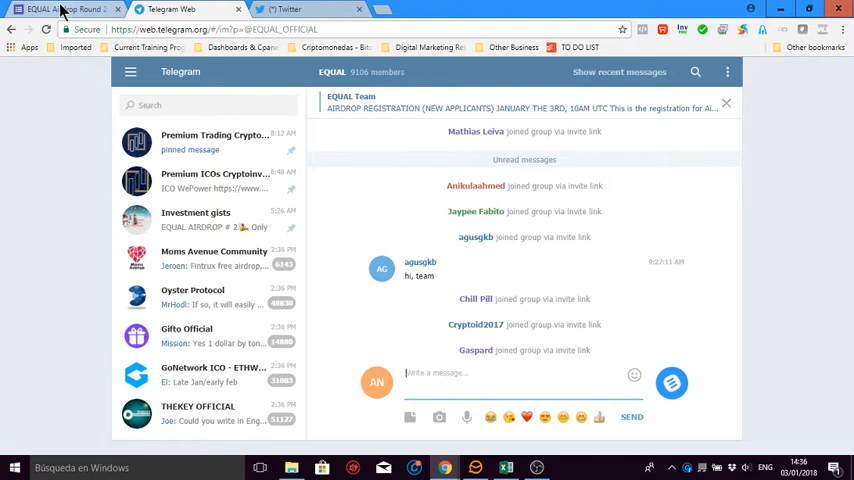 EQUAL Airdrop Round 2
Telegram Web
(*) Twitter
Secure
https://web.telegram.org/#/im?p=@EQUAL_OFFICIAL
Apps
Imported
Current Training Prog
Dashboards & Cpane
Criptomonedas - Bit
Digital Marketing Re
Other Business
TO DO LIST
Other bookmarks
Telegram
EQUAL 9106 members
Show recent messages
Search
EQUAL Team
AIRDROP REGISTRATION (NEW APPLICANTS) JANUARY THE 3RD, 10AM UTC This is the registration for Ai...
Premium Trading Crypto... 8:12 AM
pinned message
Premium ICOs Cryptoinv... 6:48 AM
ICO WePower https://www....
Investment gists 5:26 AM
EQUAL AIRDROP # 2 Only
Moms Avenue Community 2:36 PM
Jeroen: Fintrux free airdrop,... 6143
Oyster Protocol 2:36 PM
MrHodl: If so, it will easily ... 48830
Gifto Official 2:36 PM
Mission: Yes 1 dollar by ton... 14880
GoNetwork ICO - ETHW... 2:36 PM
El: Late Jan/early feb 31883
THEKEY OFFICIAL 2:36 PM
Joe: Could you write in Eng... 51127
Mathias Leiva joined group via invite link
Unread messages
Anikulaahmed joined group via invite link
Jaypee Fabito joined group via invite link
agusgkb joined group via invite link
AG
agusgkb 9:27:11 AM
hi, team
Chill Pill joined group via invite link
Cryptoid2017 joined group via invite link
Gaspard joined group via invite link
AN
Write a message...
SEND
Búsqueda en Windows
ENG
14:36
03/01/2018